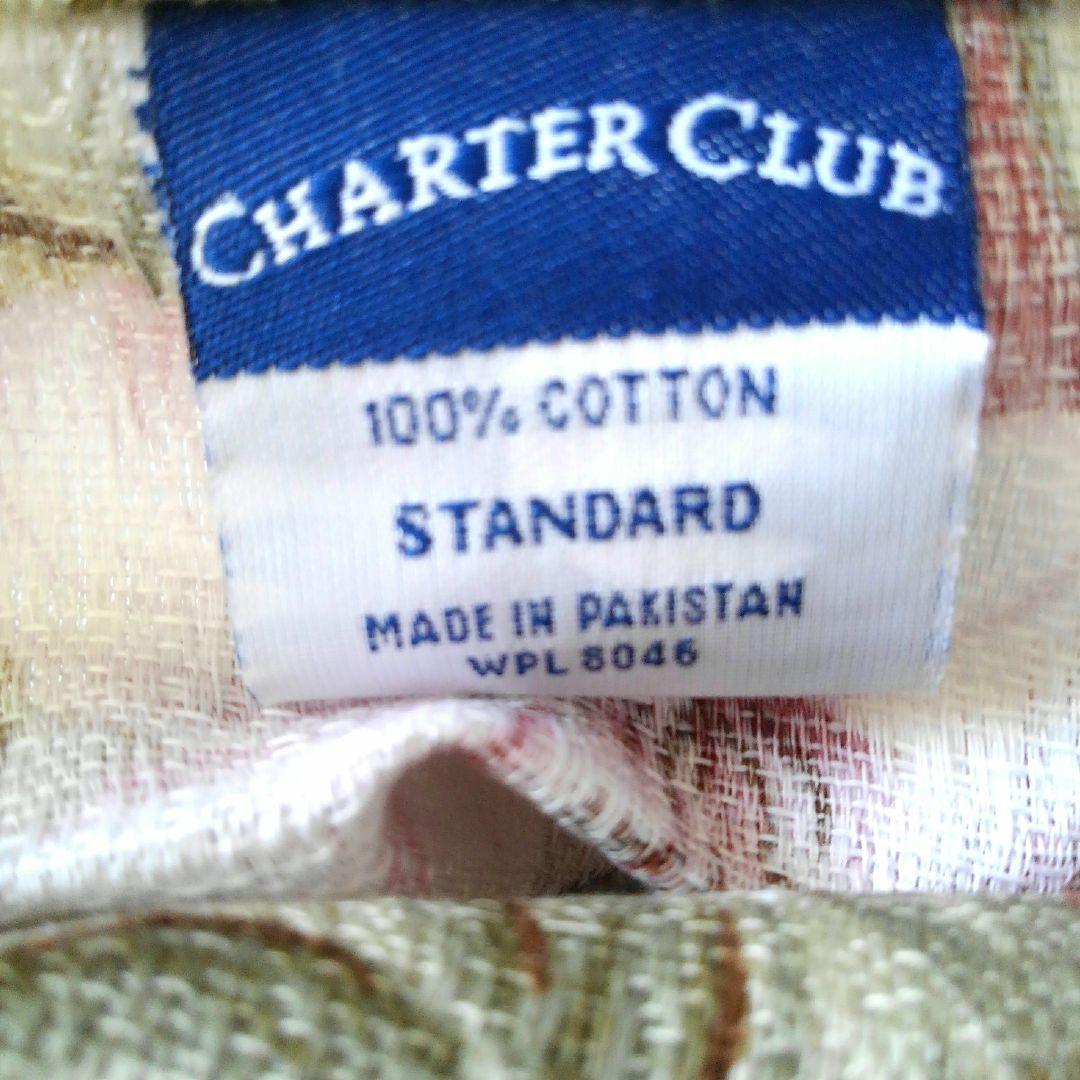 CHARTER CLUB
100% COTTON
STANDARD
MADE IN PAKISTAN
WPL 8046